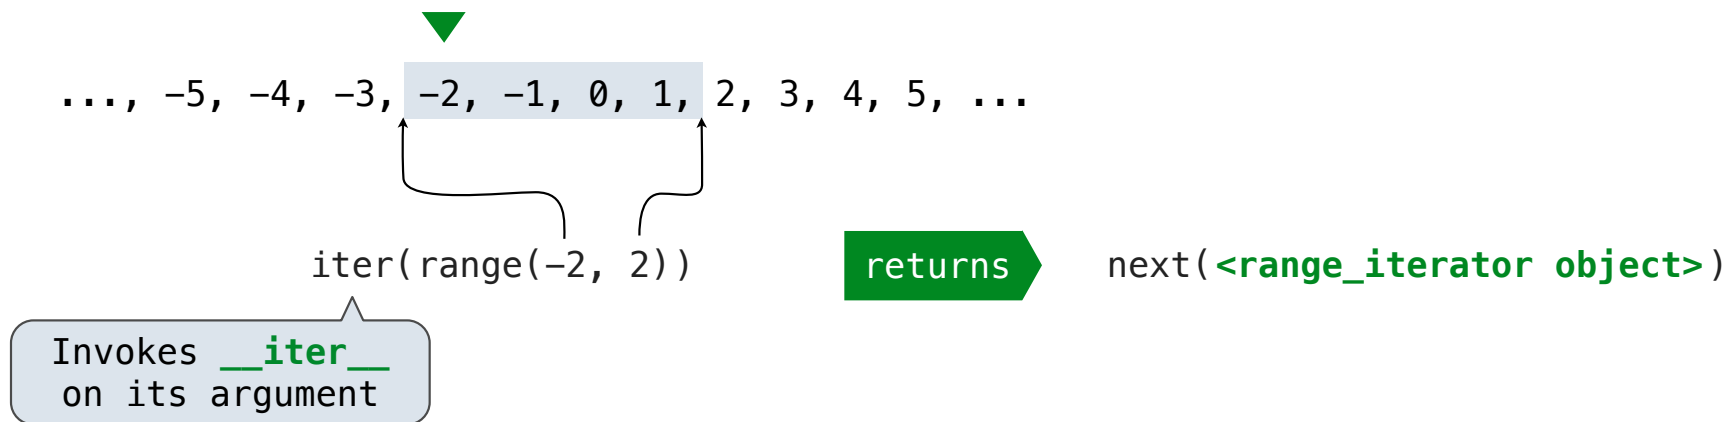 ..., −5, −4, −3, −2, −1, 0, 1, 2, 3, 4, 5, ...
iter(range(−2, 2))
returns
next(<range_iterator object>)
Invokes __iter__
on its argument